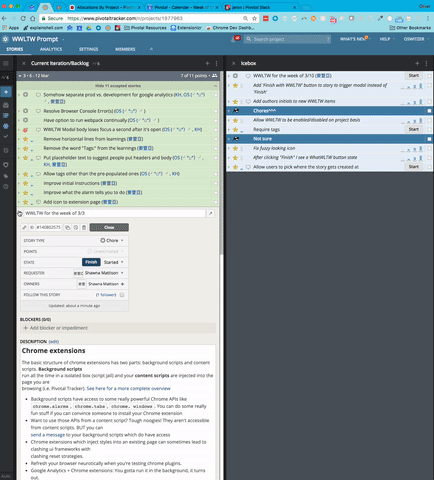 Allocations By Project - P
Pivotal - Calendar - Week of
pair.ist | Pivotal Stack
Oliver
https://www.pivotaltracker.com/n/projects/1977963
Apps
explainshell.com
Pivotal Resources
ExtensionsEd
Chrome Dev Dashbo
Other Bookmarks
WWLTW Prompt
Search project
WHAT'S NEW
HELP
OSWITZER
STORIES
ANALYTICS
SETTINGS
MEMBERS
Current Iteration/Backlog
Icebox
3 - 6 - 12 Mar
7 of 11 points
Hide 11 accepted stories
Somewhat separate prod vs. development for google analytics (KH, OS
Resolve Browser Console Error(s) (OS
Have option to run webpack continually (OS
WWLTW Modal body loses focus a second after it's open (OS , KH)
Remove horizontal lines from learnings
Remove the word "Tags:" from the learnings
Put placeholder text to suggest people put headers and body (OS
KH,
Allow tags other than the pre-populated ones (OS , KH)
Improve initial instructions
Improve what the alarm tells you to do
Add icon to extension page
WWLTW for the week of 3/3
ID #140802575
Close
STORY TYPE
Chore
POINTS
STATE
Finish
Started
REQUESTER
Shawna Mattison
OWNERS
Shawna Mattison
FOLLOW THIS STORY
(1 follower)
Updated: about a minute ago
BLOCKERS (0/0)
+ Add blocker or impediment
DESCRIPTION (edit)
Chrome extensions
The basic structure of chrome extensions has two parts: background scripts and content
scripts. Background scripts
run all the time in a isolated box (script jail) and your content scripts are injected into the
page you are
browsing (i.e. Pivotal Tracker). See here for a more complete overview
Background scripts have access to some really powerful Chrome APIs like
chrome.alarms , chrome.tabs , chrome. windows . You can do some really
fun stuff if you can convince someone to install your Chrome Extension
Want to use those APIs from a content script? Tough noogies! They aren't accessible
from content scripts. BUT you can
send a message to your background scripts which do have access
Chrome extensions which inject styles into an existing page can sometimes lead to
clashing ui frameworks with
clashing reset strategies.
Refresh your browser neurotically when you're testing chrome plugins.
Google Analytics + Chrome extensions: You gotta run it in the background, it turns
out.
WWLTW for the week of 3/10
Start
Add 'Finish with WWLTW' button to story to trigger modal instead of
'Finish'
Add authors initials to new WWLTW items
Chores^^^
Allow WWLTW to be enabled/disabled on project basis
Require tags
Start
Not sure
Fix fuzzy looking icon
After clicking "Finish" I see a WhatWLTW button state
Allow users to pick where the story gets created at
Start